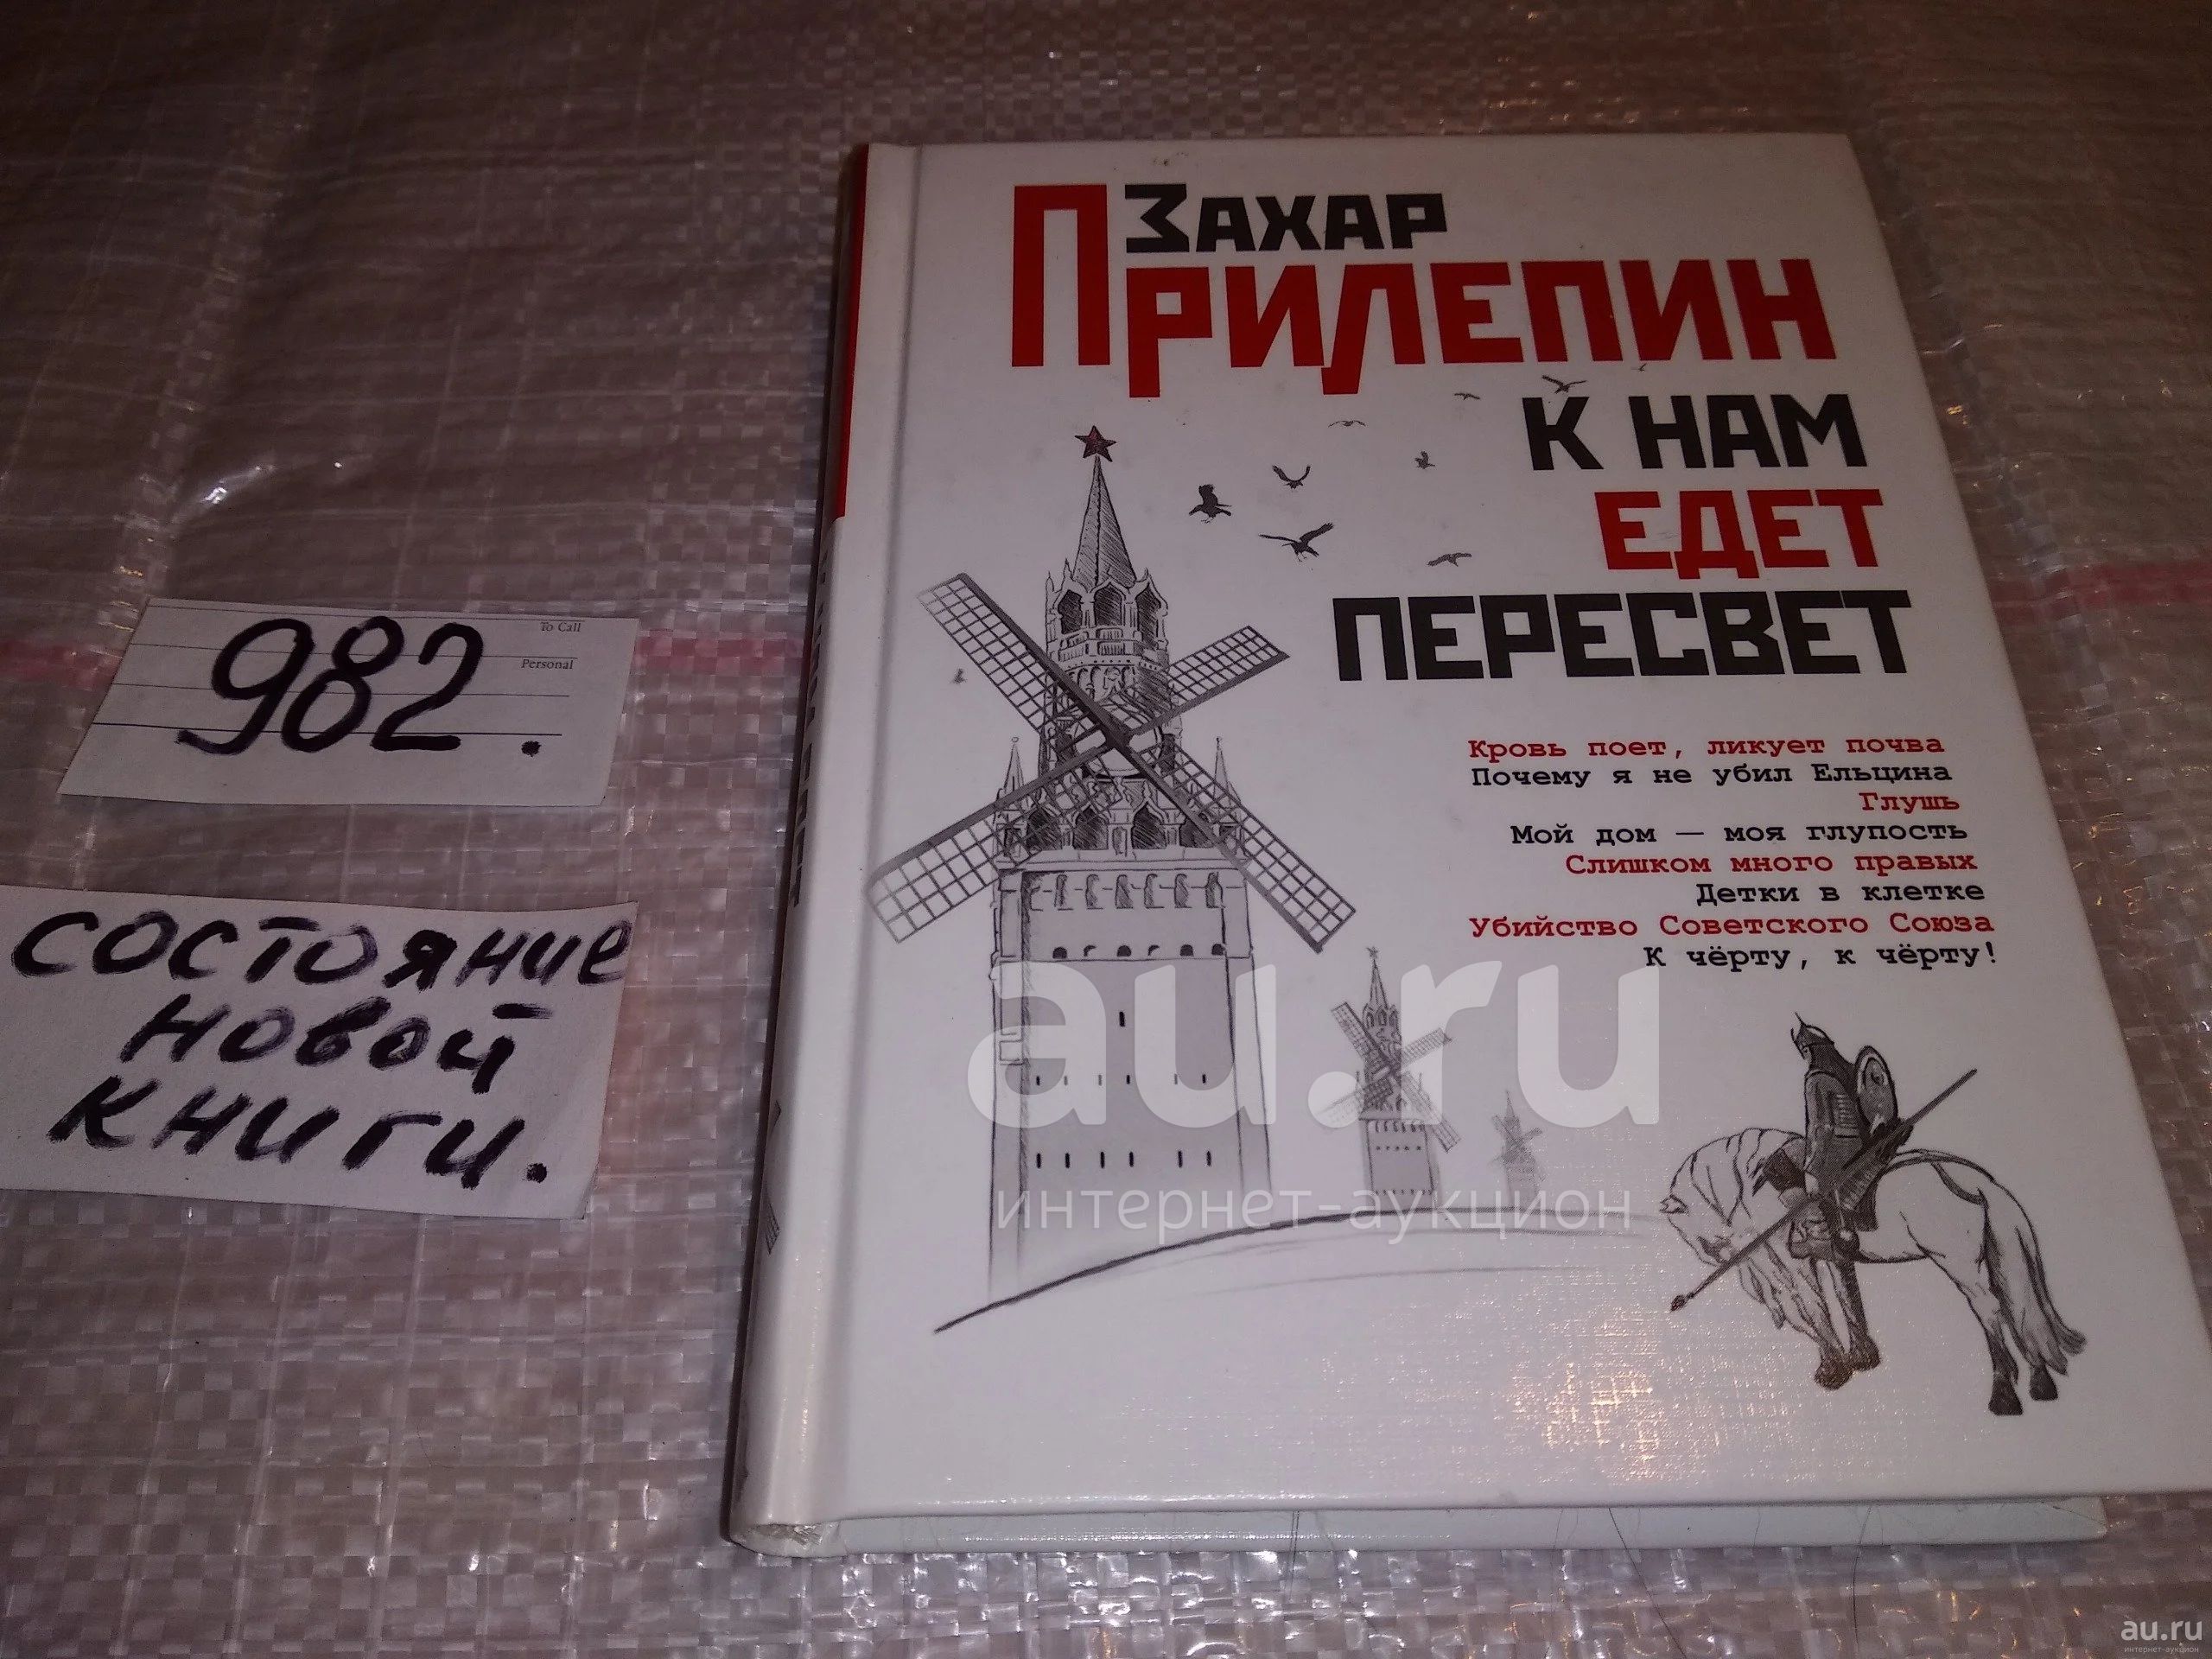 ЗАХАР
ПРИЛЕПИН
К НАМ
ЕДЕТ
ПЕРЕСВЕТ
Кровь поет, ликует почва
Почему я не убил Ельцина
Глушь
Мой дом — моя глупость
Слишком много правых
Детки в клетке
Убийство Советского Союза
К чёрту, к чёрту!
To Call
Personal
982.
состояние
новой
книги.
au.ru
интернет-аукцион
au.ru
интернет-аукцион